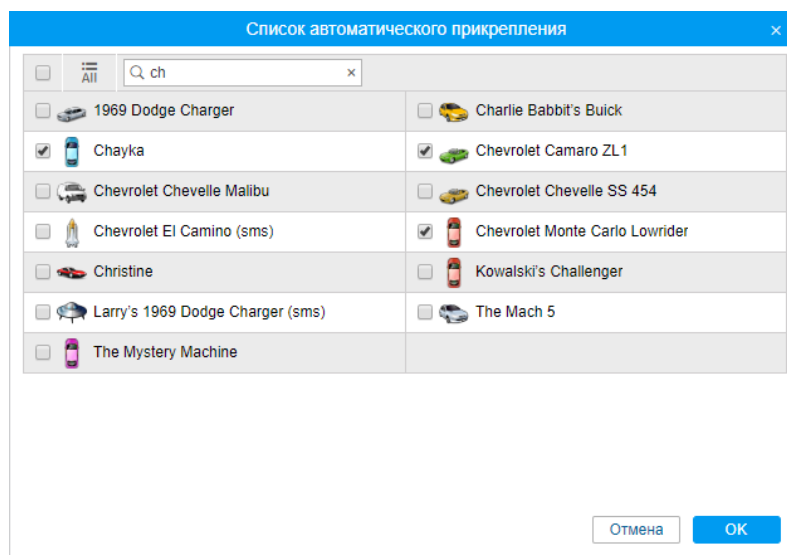 Список автоматического прикрепления ×
All ch ×
1969 Dodge Charger Charlie Babbit's Buick
Chayka Chevrolet Camaro ZL1
Chevrolet Chevelle Malibu Chevrolet Chevelle SS 454
Chevrolet El Camino (sms) Chevrolet Monte Carlo Lowrider
Christine Kowalski's Challenger
Larry's 1969 Dodge Charger (sms) The Mach 5
The Mystery Machine
Отмена OK